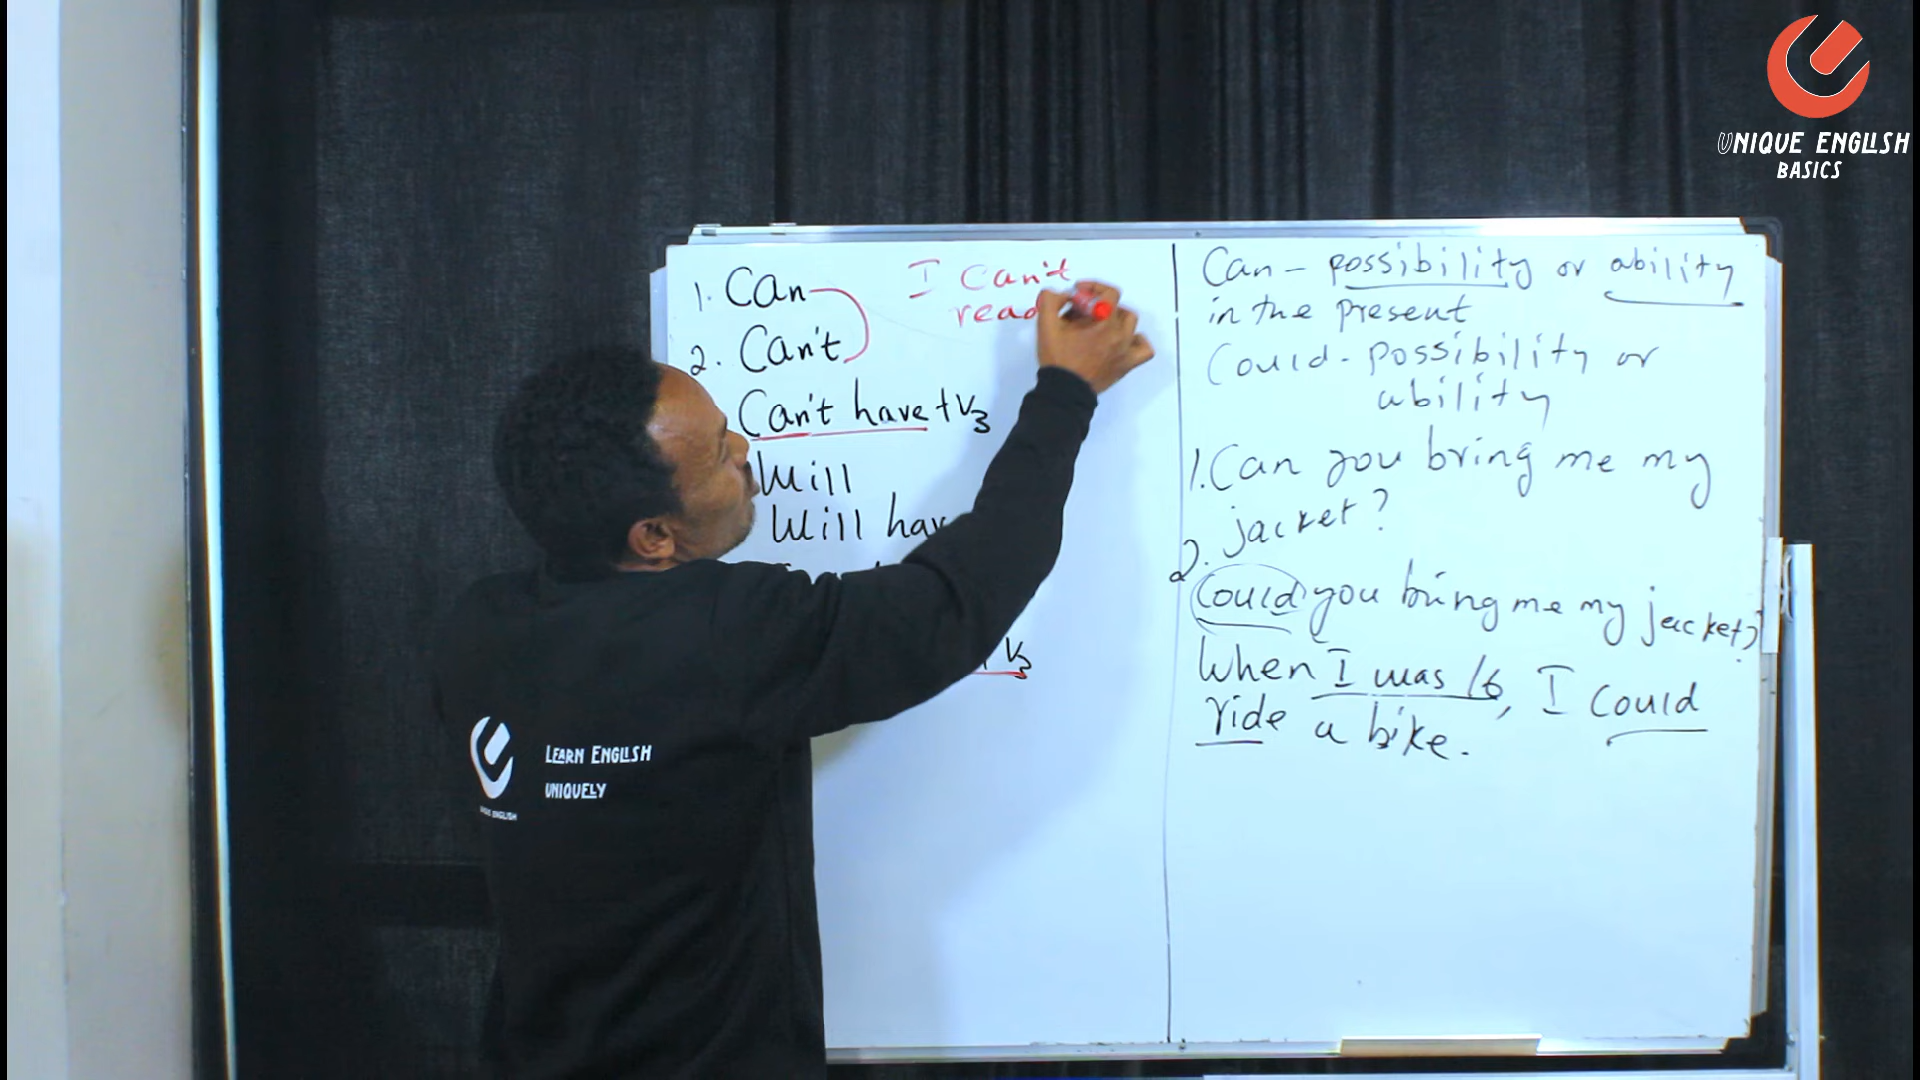 UNIQUE ENGLISH
BASICS
1. Can
2. Can't
Can't have + V3
Will
Will
V3
I can't
read
Can - possibility or ability
in the present
Could - possibility or
ability
1. Can you bring me my
jacket?
2.
Could you bring me my jacket?
When I was 16, I could
ride a bike.
LEARN ENGLISH
UNIQUELY